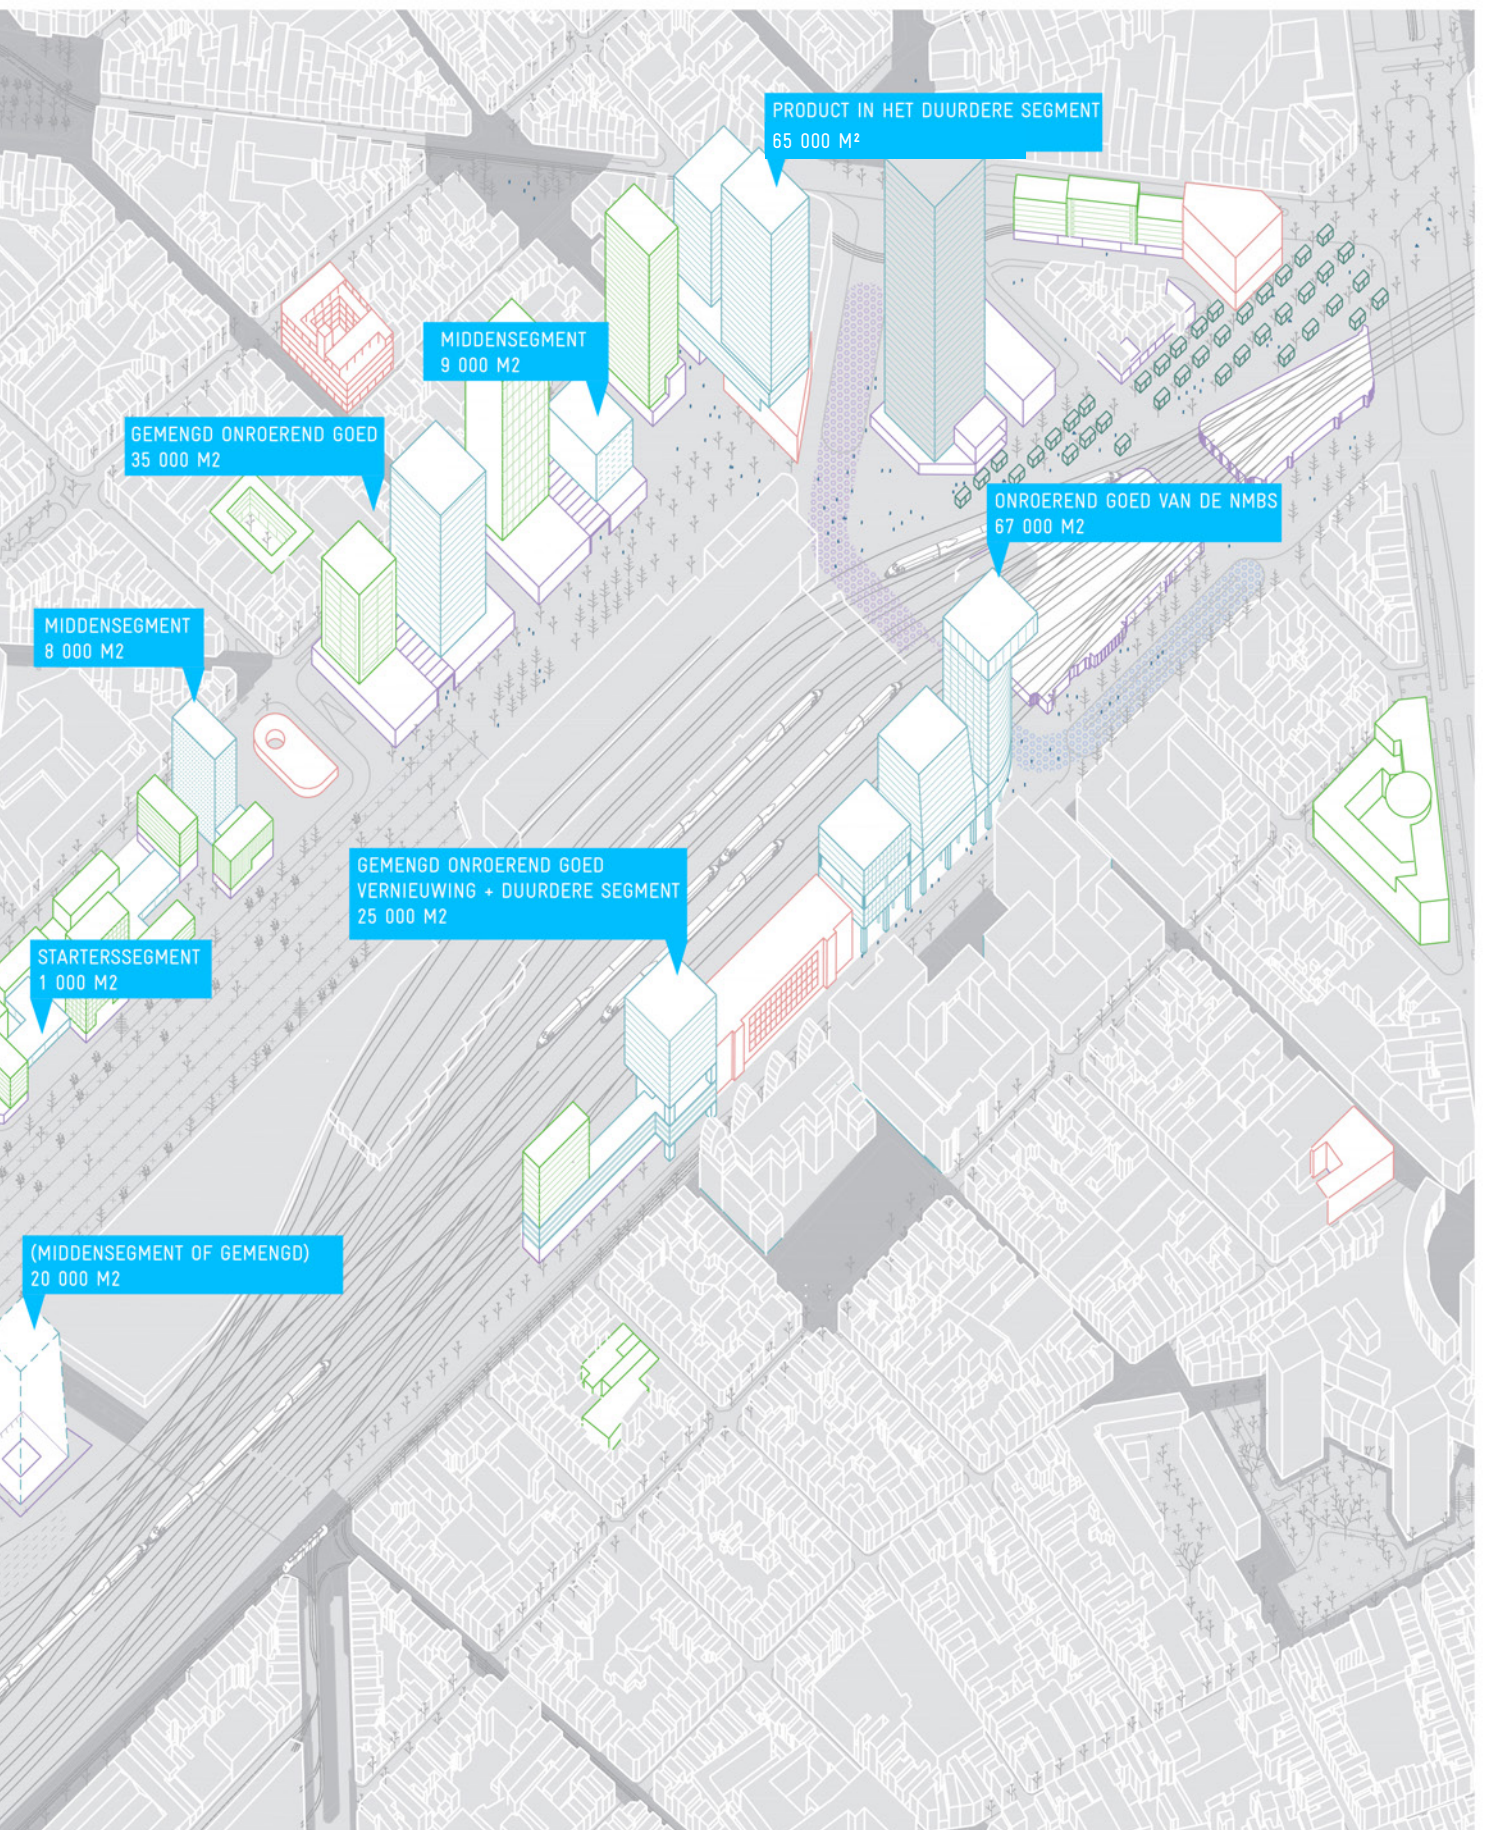 PRODUCT IN HET DUURDERE SEGMENT
65 000 M²
MIDDENSEGMENT
9 000 M2
GEMENGD ONROEREND GOED
35 000 M2
ONROEREND GOED VAN DE NMBS
67 000 M2
MIDDENSEGMENT
8 000 M2
GEMENGD ONROEREND GOED
VERNIEUWING + DUURDERE SEGMENT
25 000 M2
STARTERSSEGMENT
1 000 M2
(MIDDENSEGMENT OF GEMENGD)
20 000 M2